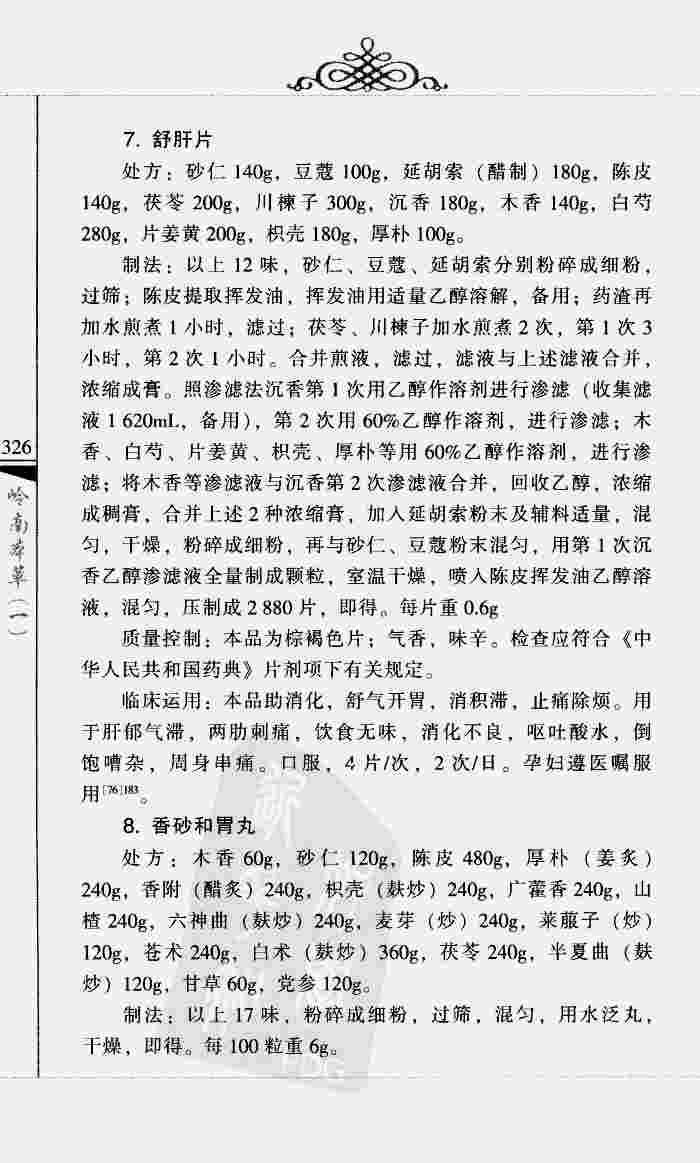 7. 舒肝片
处方：砂仁 140g，豆蔻 100g，延胡索（醋制）180g，陈皮
140g，茯苓 200g，川楝子 300g，沉香 180g，木香 140g，白芍
280g，片姜黄 200g，枳壳 180g，厚朴 100g。
制法：以上 12 味，砂仁、豆蔻、延胡索分别粉碎成细粉，
过筛；陈皮提取挥发油，挥发油用适量乙醇溶解，备用；药渣再
加水煎煮 1 小时，滤过；茯苓、川楝子加水煎煮 2 次，第 1 次 3
小时，第 2 次 1 小时。合并煎液，滤过，滤液与上述滤液合并，
浓缩成膏。照渗滤法沉香第 1 次用乙醇作溶剂进行渗滤（收集滤
液 1 620mL，备用），第 2 次用 60%乙醇作溶剂，进行渗滤；木
香、白芍、片姜黄、枳壳、厚朴等用 60%乙醇作溶剂，进行渗
滤；将木香等渗滤液与沉香第 2 次渗滤液合并，回收乙醇，浓缩
成稠膏，合并上述 2 种浓缩膏，加入延胡索粉末及辅料适量，混
匀，干燥，粉碎成细粉，再与砂仁、豆蔻粉末混匀，用第 1 次沉
香乙醇渗滤液全量制成颗粒，室温干燥，喷入陈皮挥发油乙醇溶
液，混匀，压制成 2 880 片，即得。每片重 0.6g
质量控制：本品为棕褐色片；气香，味辛。检查应符合《中
华人民共和国药典》片剂项下有关规定。
临床运用：本品助消化，舒气开胃，消积滞，止痛除烦。用
于肝郁气滞，两肋刺痛，饮食无味，消化不良，呕吐酸水，倒
饱嘈杂，周身串痛。口服，4 片/次，2 次/日。孕妇遵医嘱服
用[76]183。
8. 香砂和胃丸
处方：木香 60g，砂仁 120g，陈皮 480g，厚朴（姜炙）
240g，香附（醋炙）240g，枳壳（麸炒）240g，广藿香 240g，山
楂 240g，六神曲（麸炒）240g，麦芽（炒）240g，莱菔子（炒）
120g，苍术 240g，白术（麸炒）360g，茯苓 240g，半夏曲（麸
炒）120g，甘草 60g，党参 120g。
制法：以上 17 味，粉碎成细粉，过筛，混匀，用水泛丸，
干燥，即得。每 100 粒重 6g。
326
岭南本草（一）